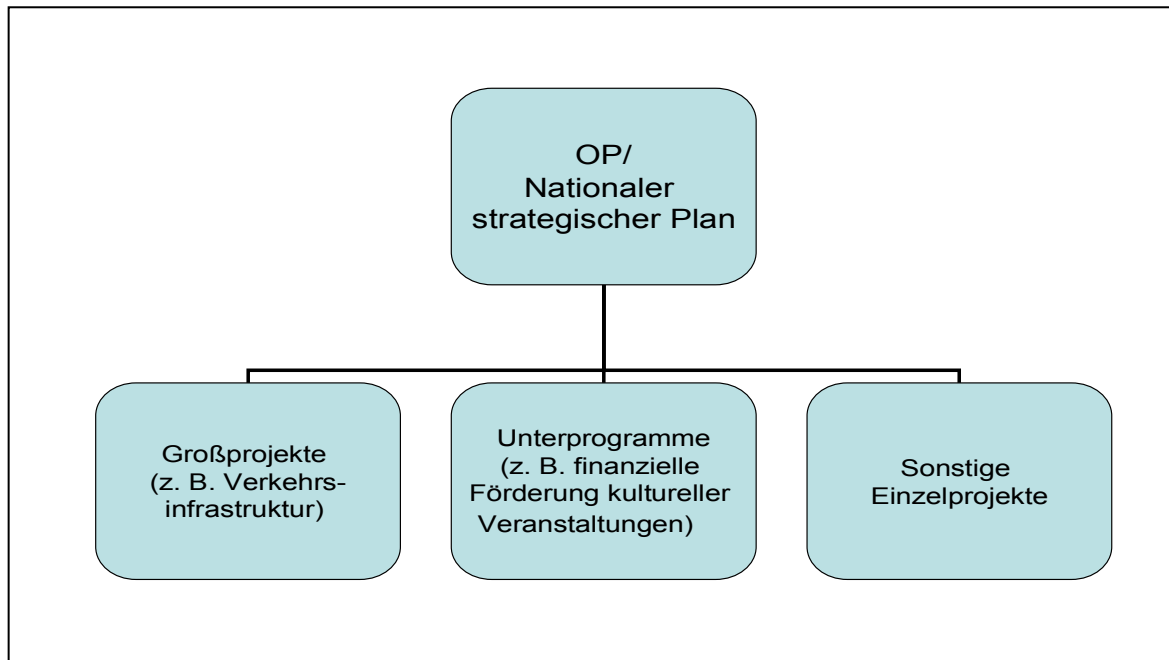 OP/
Nationaler
strategischer Plan
Großprojekte
(z. B. Verkehrs-
infrastruktur)
Unterprogramme
(z. B. finanzielle
Förderung kultureller
Veranstaltungen)
Sonstige
Einzelprojekte